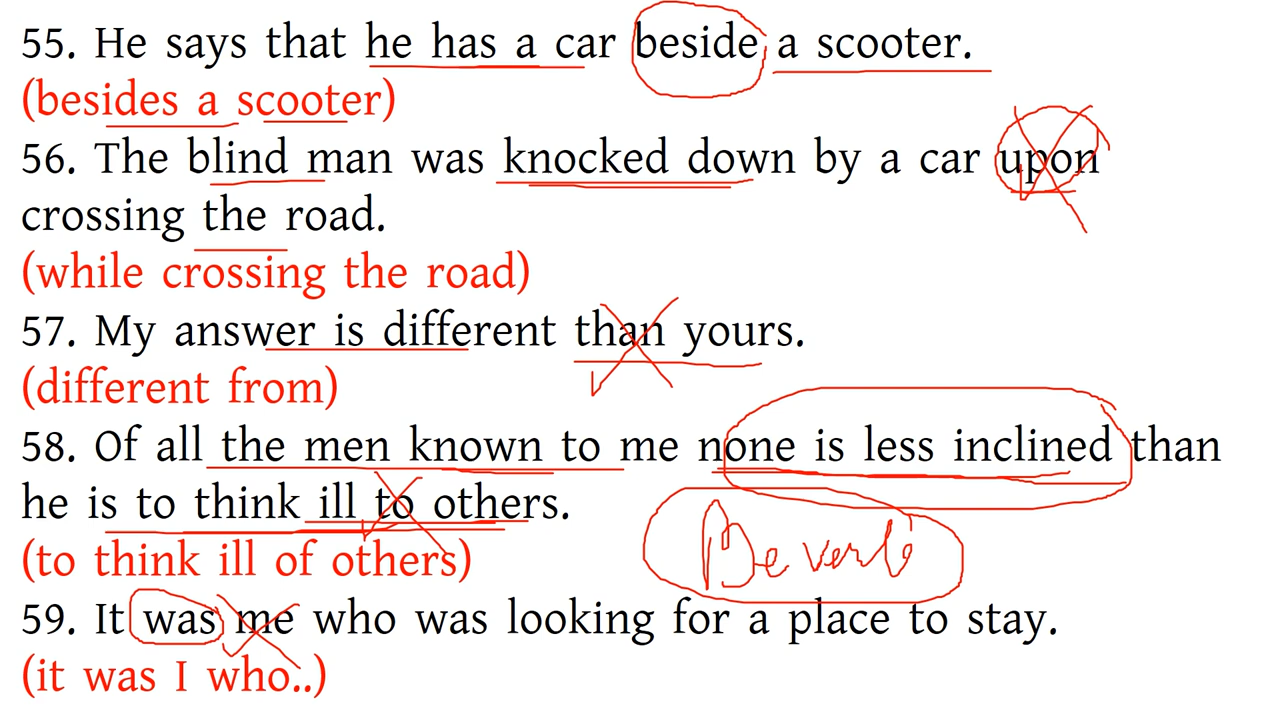 55. He says that he has a car beside a scooter.
(besides a scooter)
56. The blind man was knocked down by a car upon
crossing the road.
(while crossing the road)
57. My answer is different than yours.
(different from)
58. Of all the men known to me none is less inclined than
he is to think ill to others.
(to think ill of others)
Be verb
59. It was me who was looking for a place to stay.
(it was I who..)